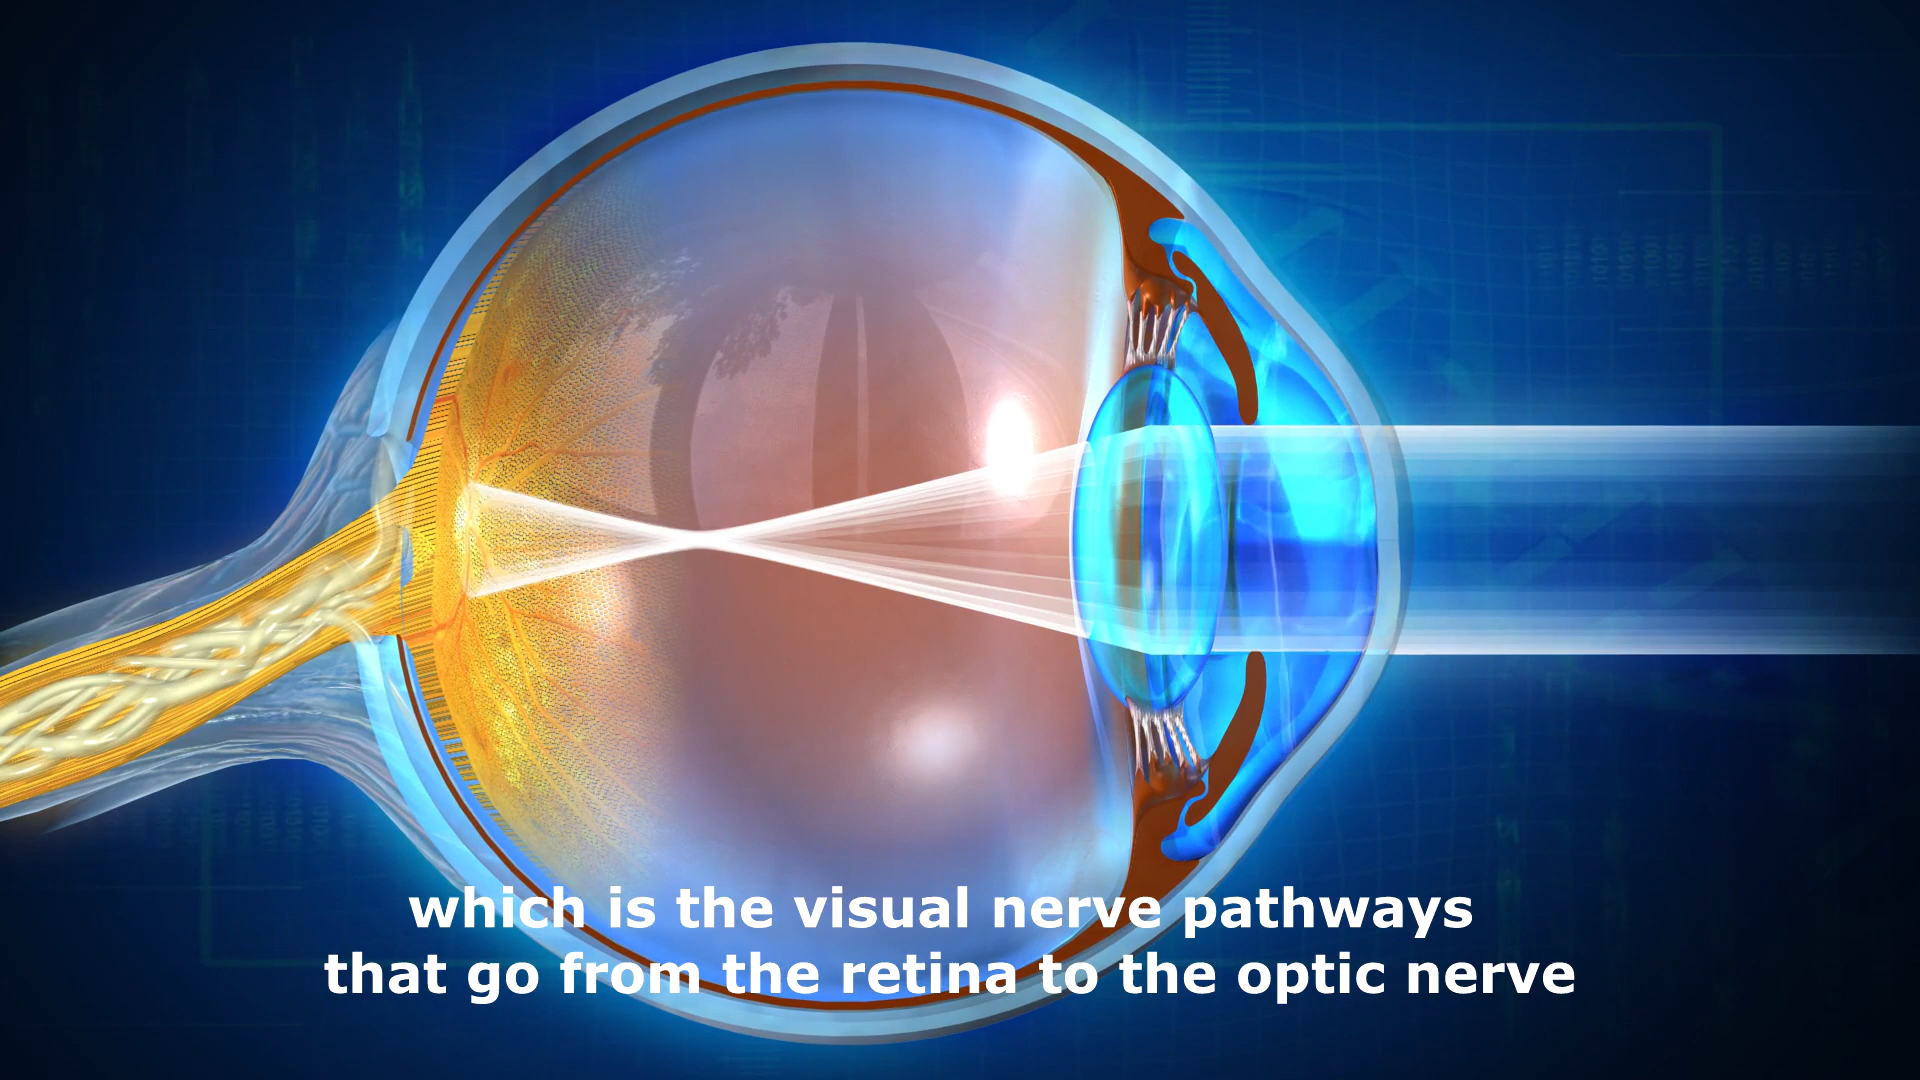 which is the visual nerve pathways
that go from the retina to the optic nerve